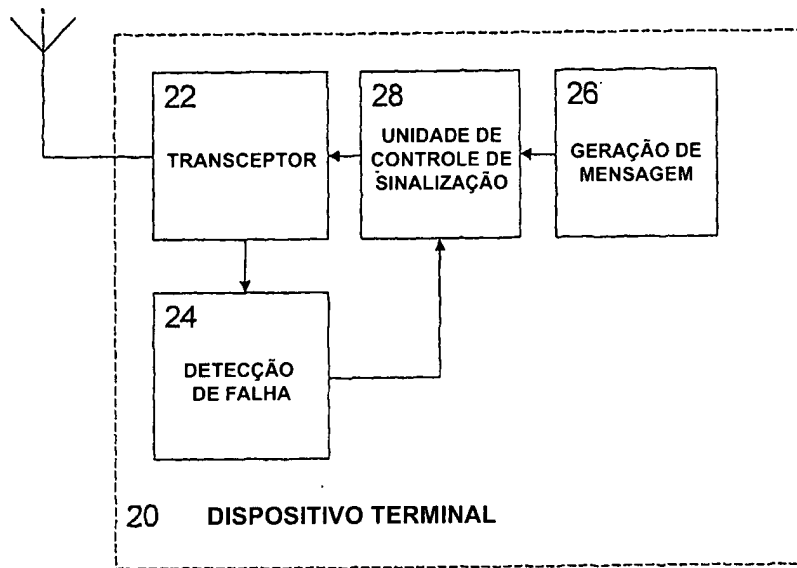 22
TRANSCEPTOR
28
UNIDADE DE
CONTROLE DE
SINALIZAÇÃO
26
GERAÇÃO DE
MENSAGEM
24
DETECÇÃO
DE FALHA
20 DISPOSITIVO TERMINAL